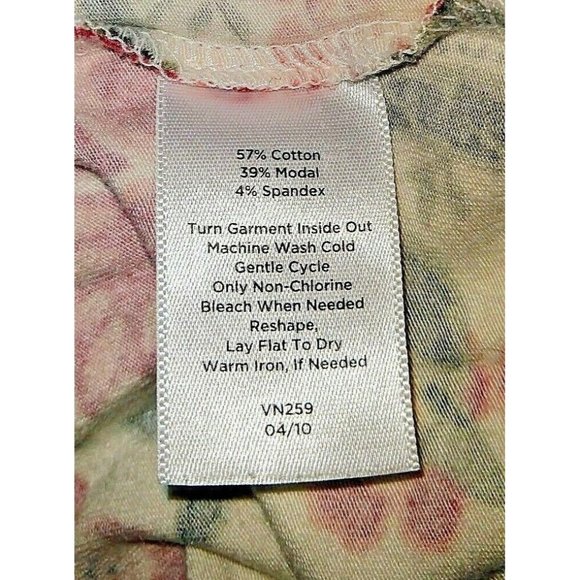 57% Cotton
39% Modal
4% Spandex
Turn Garment Inside Out
Machine Wash Cold
Gentle Cycle
Only Non-Chlorine
Bleach When Needed
Reshape,
Lay Flat To Dry
Warm Iron, If Needed
VN259
04/10